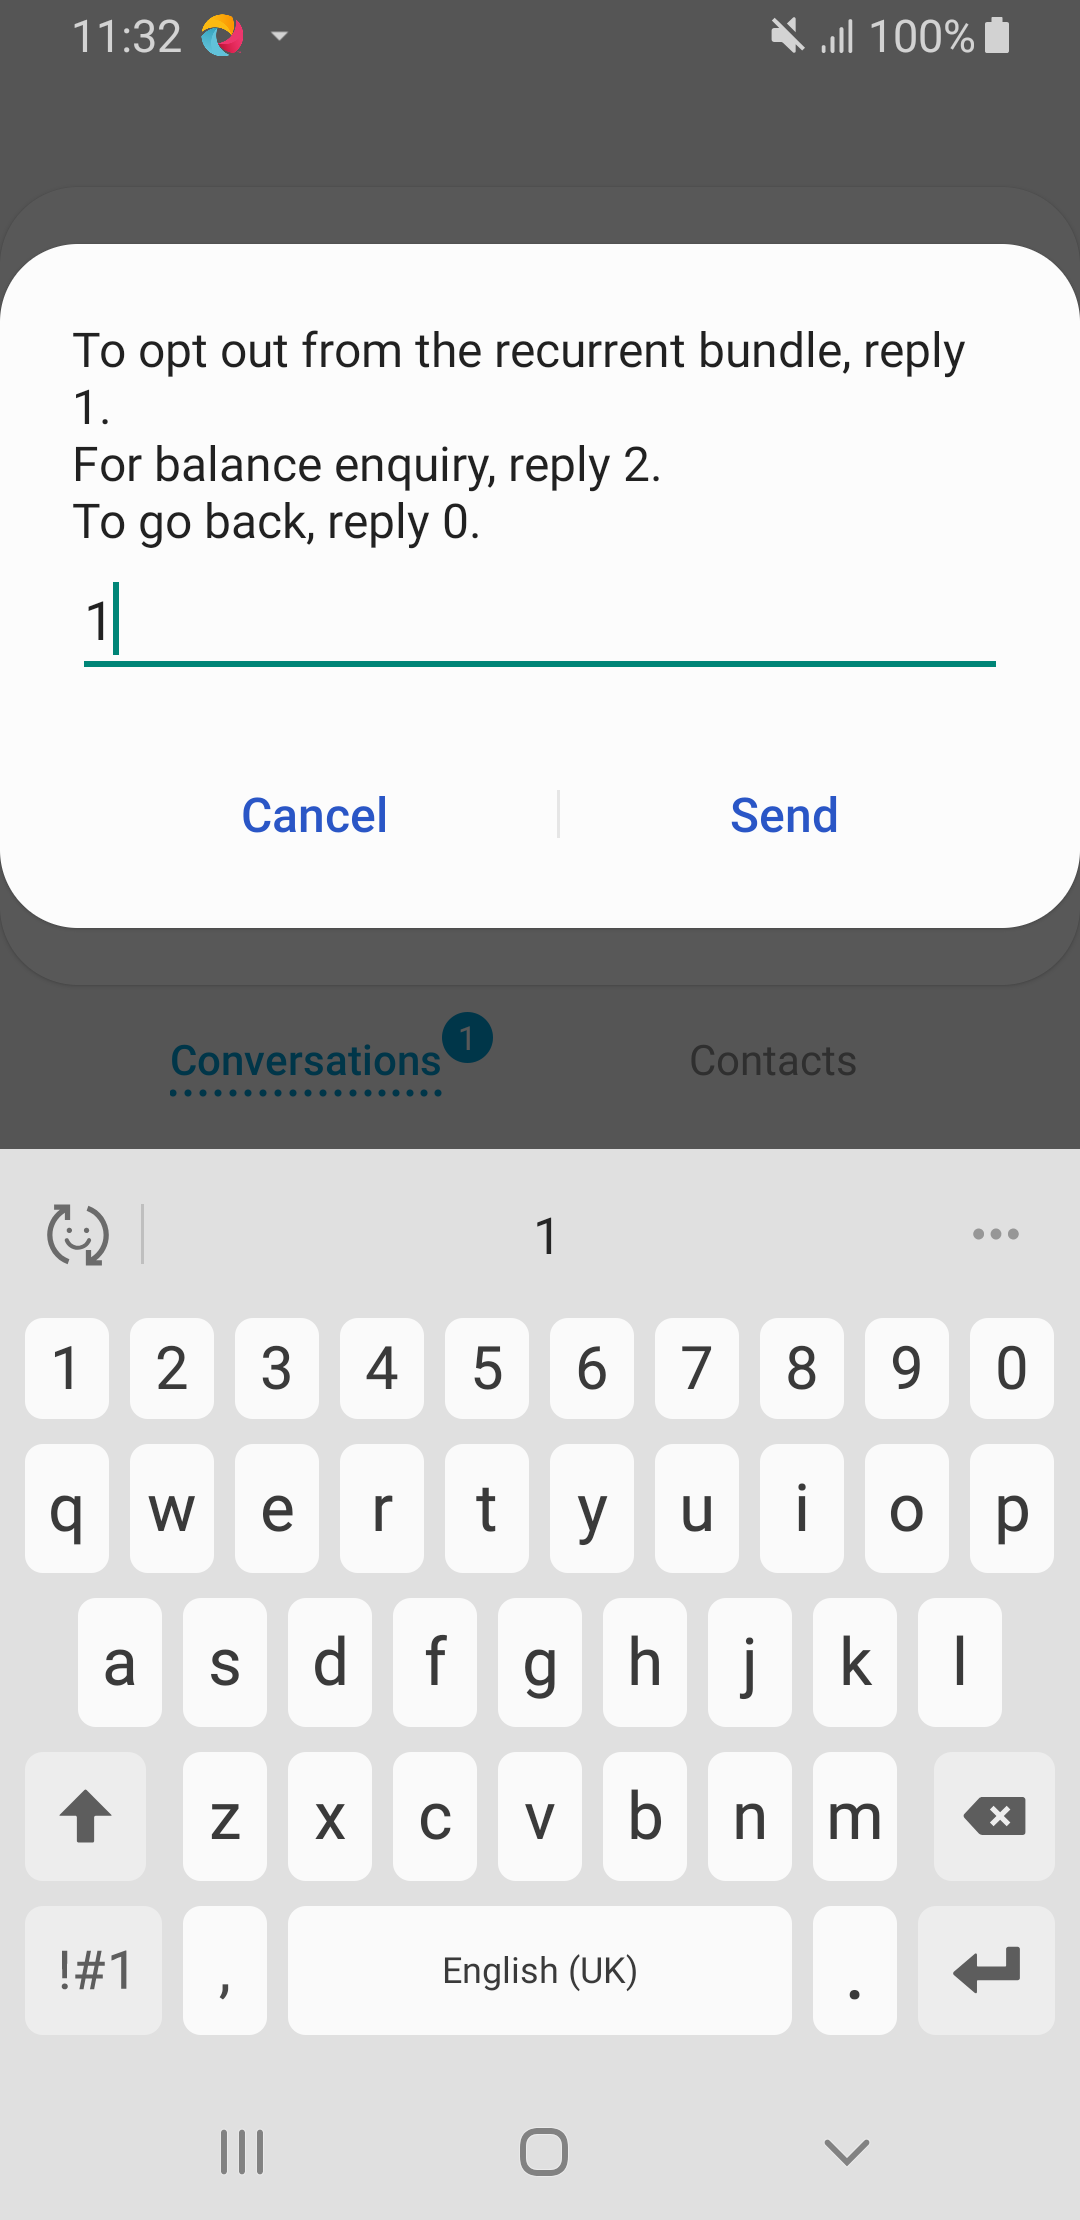 11:32 100%
To opt out from the recurrent bundle, reply
1.
For balance enquiry, reply 2.
To go back, reply 0.
1
Cancel Send
Conversations 1 Contacts
1
1 2 3 4 5 6 7 8 9 0
q w e r t y u i o p
a s d f g h j k l
z x c v b n m
!#1 , English (UK) .